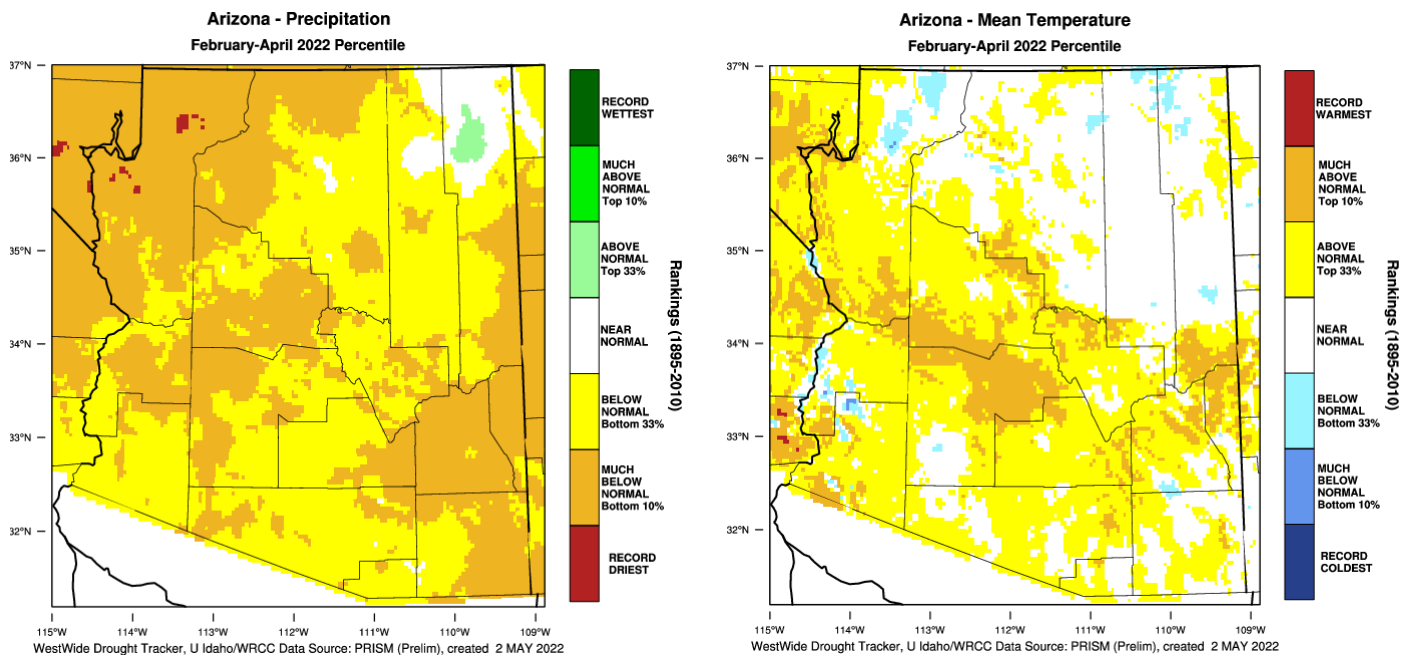 Arizona - Precipitation
February-April 2022 Percentile
37°N
36°N
35°N
34°N
33°N
32°N
115°W
114°W
113°W
112°W
111°W
110°W
109°W
RECORD
WETTEST
MUCH
ABOVE
NORMAL
Top 10%
ABOVE
NORMAL
Top 33%
NEAR
NORMAL
BELOW
NORMAL
Bottom 33%
MUCH
BELOW
NORMAL
Bottom 10%
RECORD
DRIEST
Rankings (1895-2010)
WestWide Drought Tracker, U Idaho/WRCC Data Source: PRISM (Prelim), created 2 MAY 2022
Arizona - Mean Temperature
February-April 2022 Percentile
37°N
36°N
35°N
34°N
33°N
32°N
115°W
114°W
113°W
112°W
111°W
110°W
109°W
RECORD
WARMEST
MUCH
ABOVE
NORMAL
Top 10%
ABOVE
NORMAL
Top 33%
NEAR
NORMAL
BELOW
NORMAL
Bottom 33%
MUCH
BELOW
NORMAL
Bottom 10%
RECORD
COLDEST
Rankings (1895-2010)
WestWide Drought Tracker, U Idaho/WRCC Data Source: PRISM (Prelim), created 2 MAY 2022